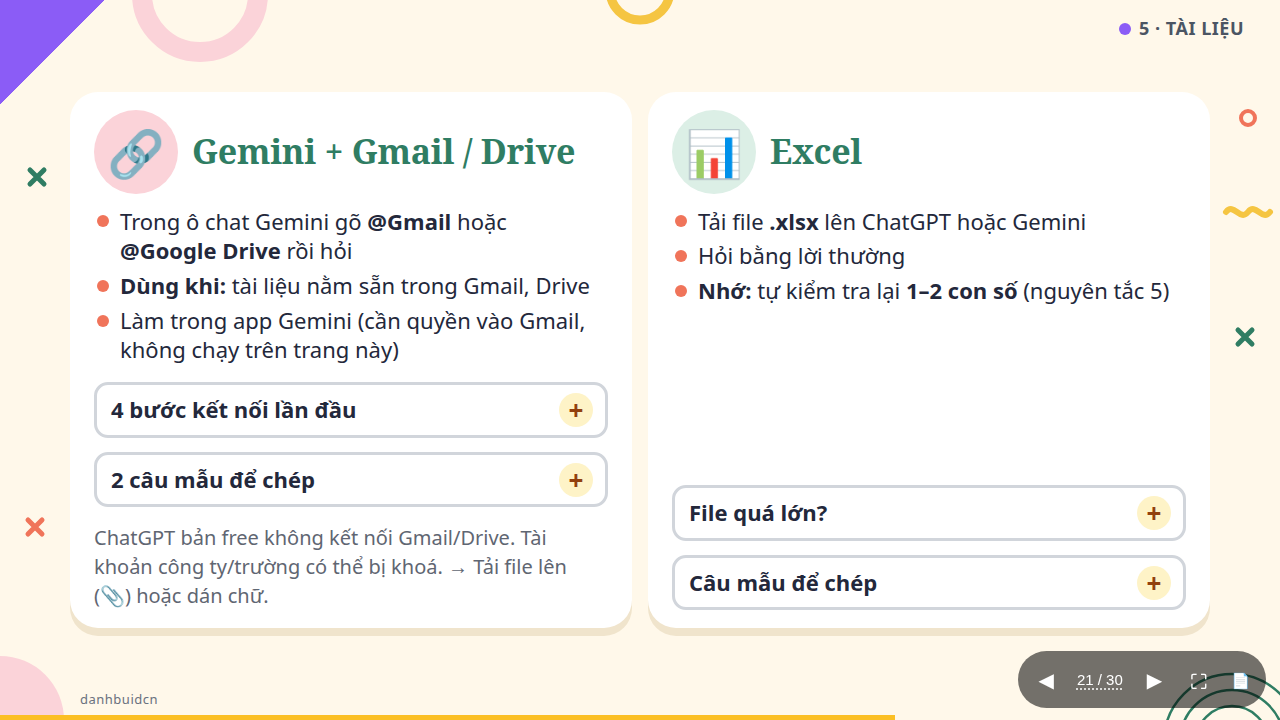 5 · TÀI LIỆU
Gemini + Gmail / Drive
Trong ô chat Gemini gõ @Gmail hoặc
@Google Drive rồi hỏi
Dùng khi: tài liệu nằm sẵn trong Gmail, Drive
Làm trong app Gemini (cần quyền vào Gmail,
không chạy trên trang này)
4 bước kết nối lần đầu
+
2 câu mẫu để chép
+
ChatGPT bản free không kết nối Gmail/Drive. Tài
khoản công ty/trường có thể bị khoá. → Tải file lên
(📎) hoặc dán chữ.
Excel
Tải file .xlsx lên ChatGPT hoặc Gemini
Hỏi bằng lời thường
Nhớ: tự kiểm tra lại 1–2 con số (nguyên tắc 5)
File quá lớn?
+
Câu mẫu để chép
+
danhbuidcn
21 / 30